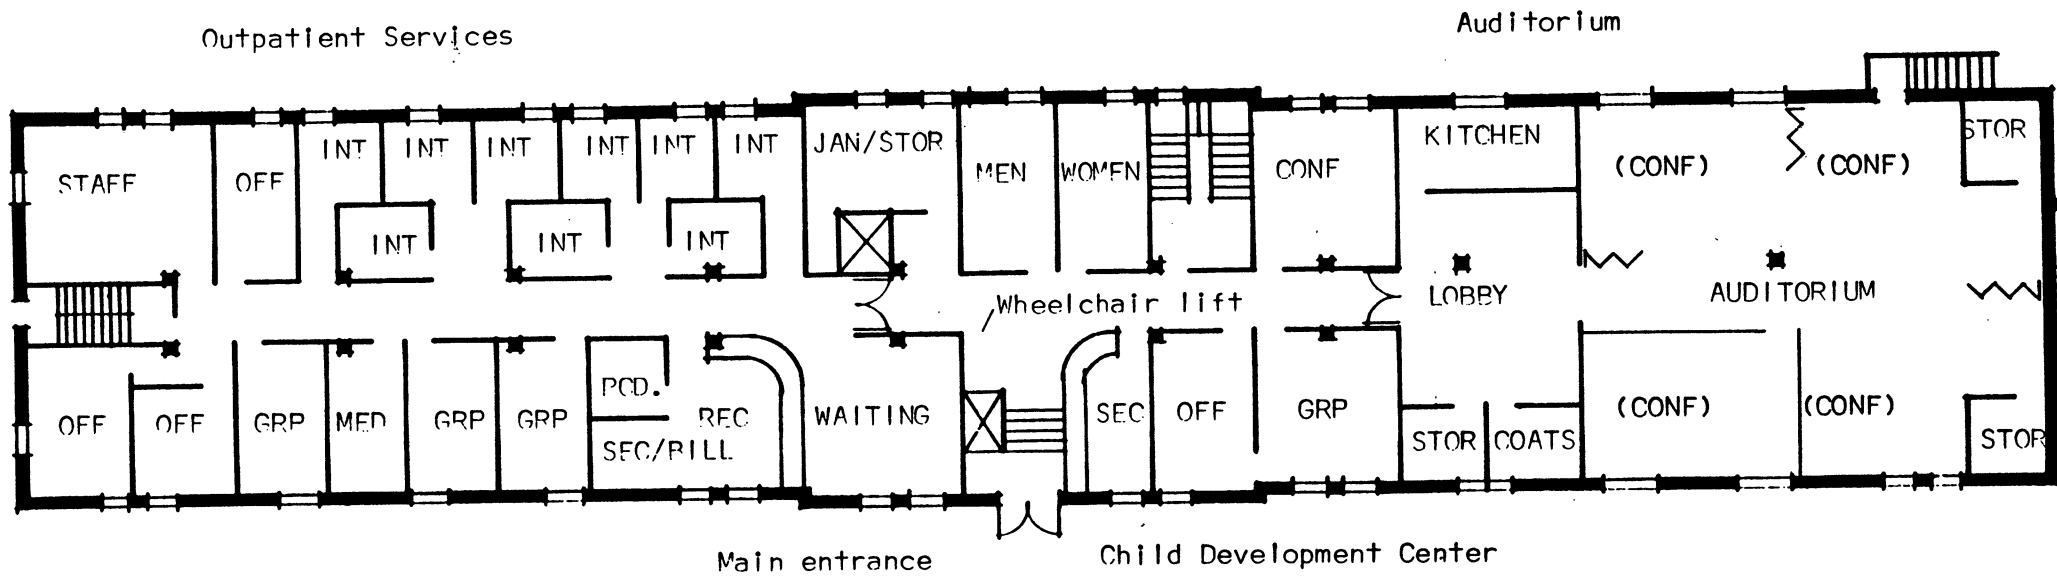 Outpatient Services
Auditorium
STAFF
OFF
INT
INT
INT
INT
INT
INT
JAN/STOR
MEN
WOMEN
CONF
KITCHEN
(CONF)
(CONF)
STOR
INT
INT
INT
Wheelchair lift
LOBBY
AUDITORIUM
OFF
OFF
GRP
MED
GRP
GRP
PCD.
REC
SEC/BILL
WAITING
SEC
OFF
GRP
STOR
COATS
(CONF)
(CONF)
STOR
Main entrance
Child Development Center